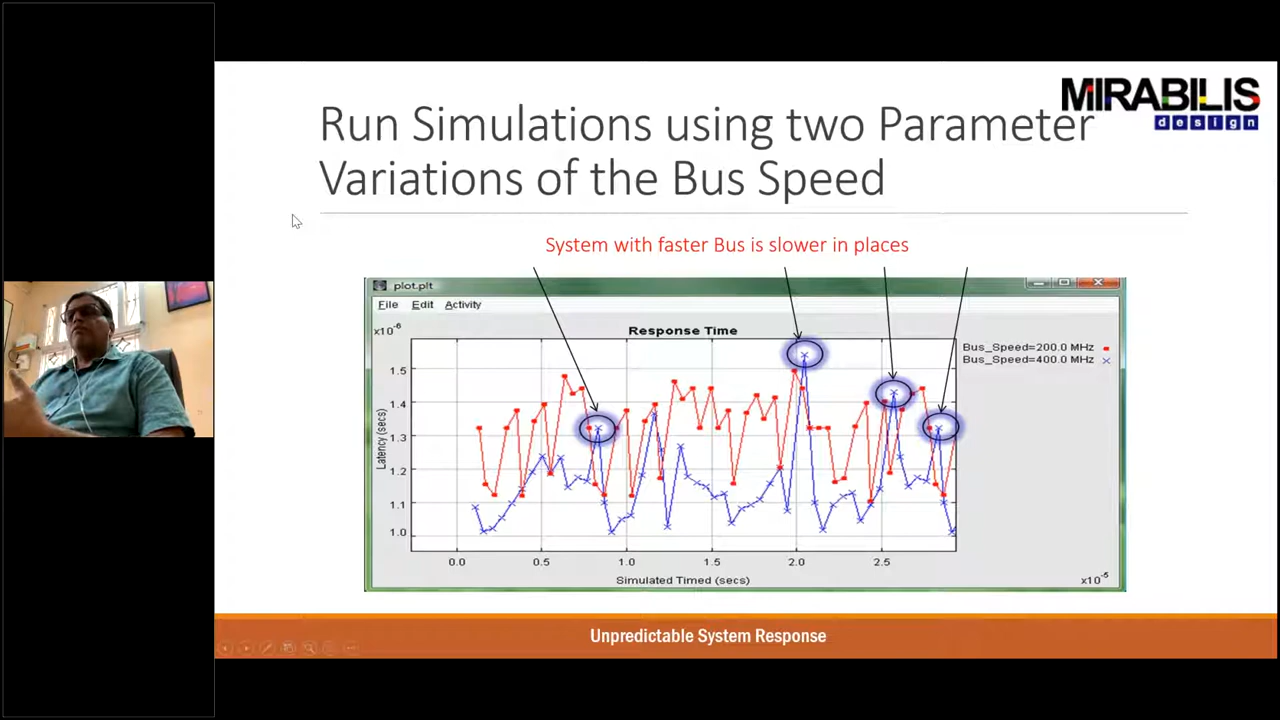 MIRABILIS
design
Run Simulations using two Parameter
Variations of the Bus Speed
System with faster Bus is slower in places
plot.plt
File Edit Activity
x10^-6
Response Time
Bus_Speed=200.0 MHz
Bus_Speed=400.0 MHz
1.5
1.4
1.3
1.2
1.1
1.0
Latency (secs)
0.0 0.5 1.0 1.5 2.0 2.5
Simulated Timed (secs)
x10^-5
Unpredictable System Response